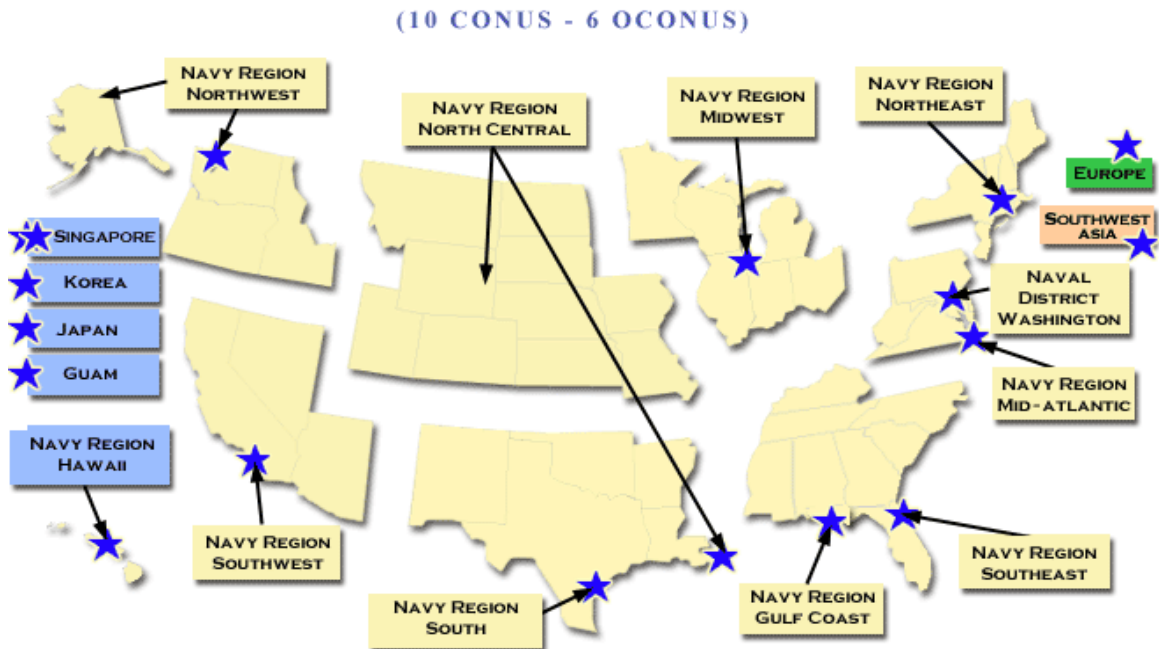 (10 CONUS - 6 OCONUS)
NAVY REGION
NORTHWEST
NAVY REGION
NORTH CENTRAL
NAVY REGION
MIDWEST
NAVY REGION
NORTHEAST
EUROPE
SOUTHWEST
ASIA
SINGAPORE
KOREA
JAPAN
GUAM
NAVAL
DISTRICT
WASHINGTON
NAVY REGION
MID-ATLANTIC
NAVY REGION
HAWAII
NAVY REGION
SOUTHWEST
NAVY REGION
SOUTH
NAVY REGION
GULF COAST
NAVY REGION
SOUTHEAST